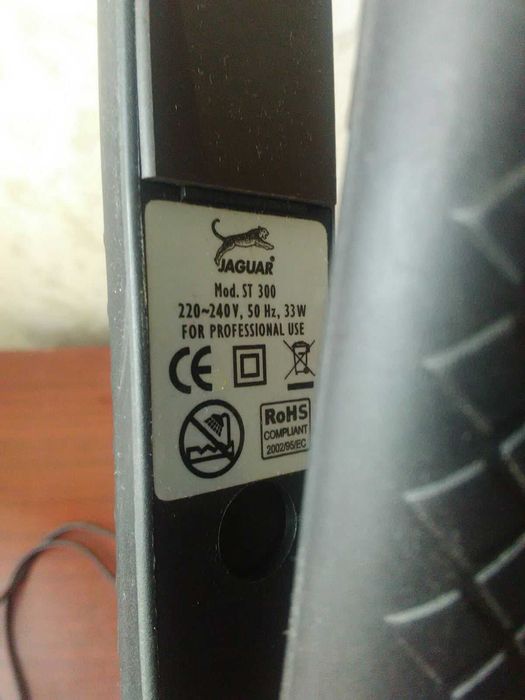 JAGUAR®
Mod. ST 300
220~240V, 50 Hz, 33W
FOR PROFESSIONAL USE
CE
RoHS
COMPLIANT
2002/95/EC